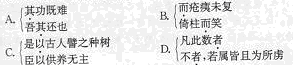 A. 其功既难
吾其还也
B. 而疮痍未复
倚柱而笑
C. 是以古人譬之种树
臣以供养无主
D. 凡此数者
不者,若属皆且为所虏